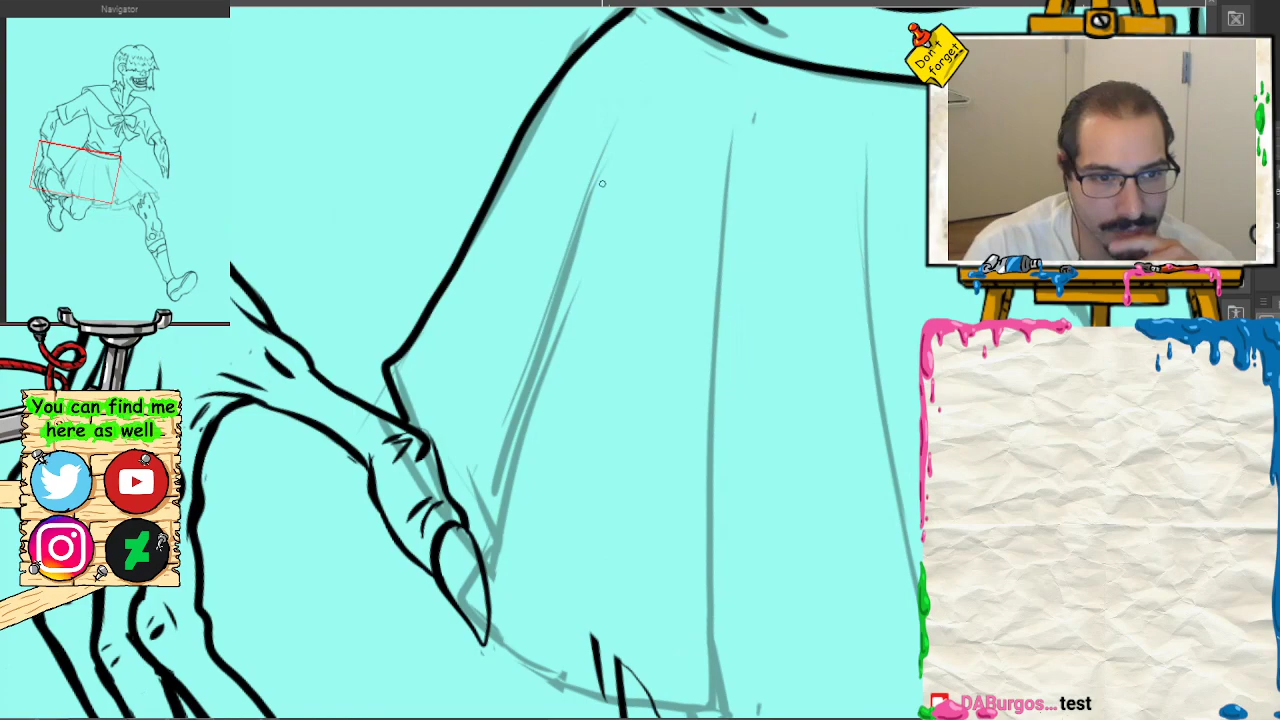 Navigator
Don't
forget
You can find me
here as well
DABurgos... test